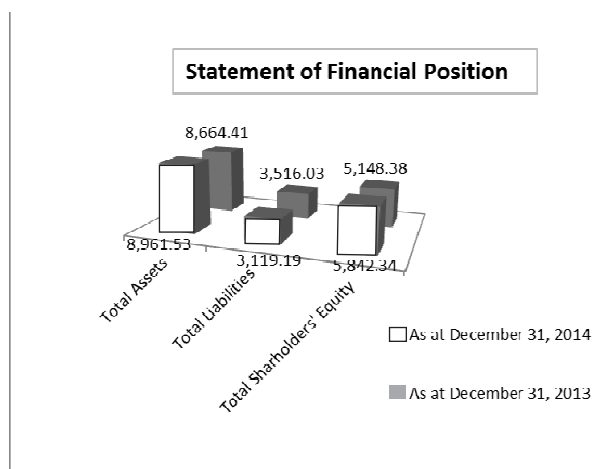 Statement of Financial Position
8,664.41
3,516.03
5,148.38
8,961.53
3,119.19
5,842.34
Total Assets
Total Liabilities
Total Sharholders' Equity
As at December 31, 2014
As at December 31, 2013